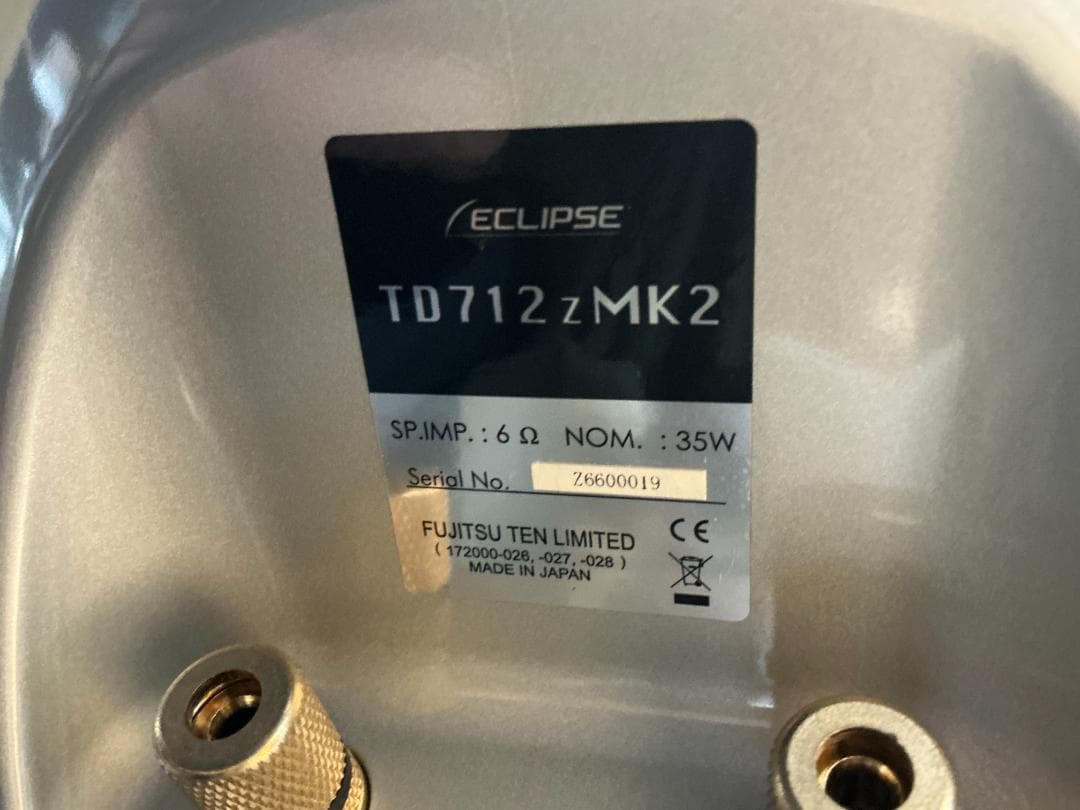 ECLIPSE
TD712zMK2
SP.IMP. : 6 Ω NOM. : 35W
Serial No. Z6600019
FUJITSU TEN LIMITED CE
( 172000-026, -027, -028 )
MADE IN JAPAN